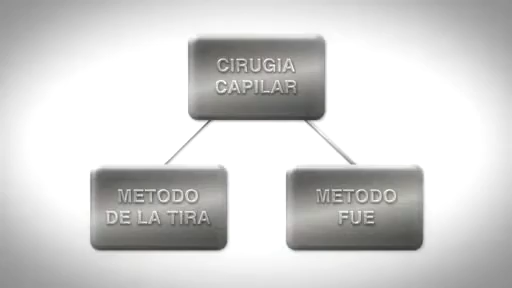 CIRUGIA
CAPILAR
METODO
DE LA TIRA
METODO
FUE